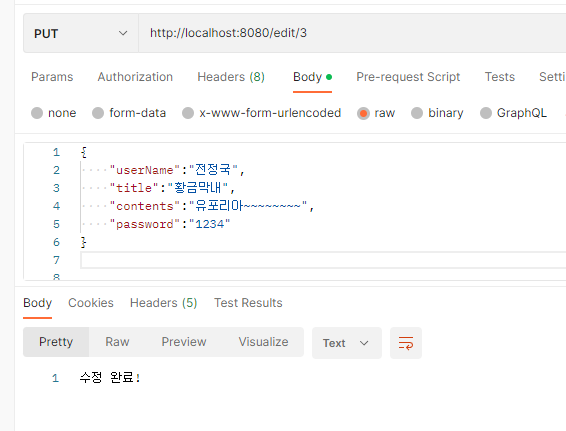 PUT http://localhost:8080/edit/3
Params Authorization Headers (8) Body Pre-request Script Tests Setti
none form-data x-www-form-urlencoded raw binary GraphQL
1 {
2 "userName":"전정국",
3 "title":"황금막내",
4 "contents":"유포리아~~~~~~~~",
5 "password":"1234"
6 }
7
8
Body Cookies Headers (5) Test Results
Pretty Raw Preview Visualize Text
1 수정 완료!